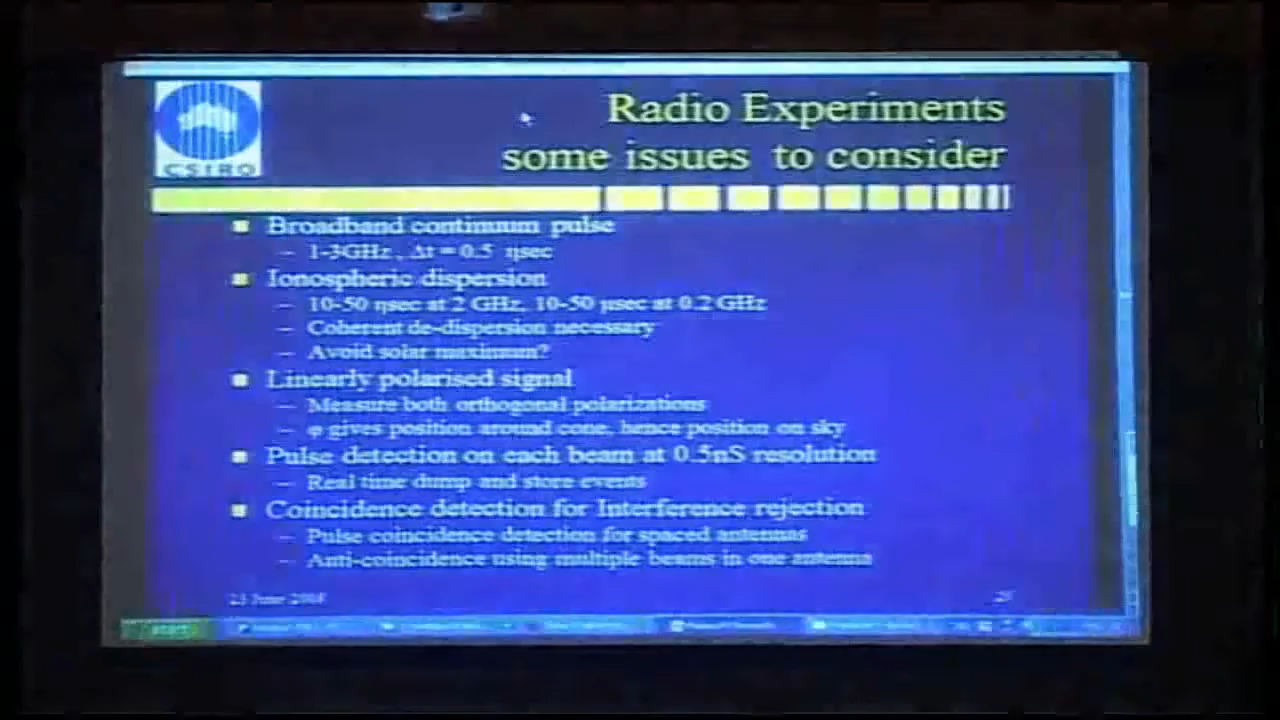 CSIRO
Radio Experiments
some issues to consider
Broadband continuum pulse
– 1-3GHz , Δt = 0.5 ηsec
Ionospheric dispersion
– 10-50 ηsec at 2 GHz, 10-50 μsec at 0.2 GHz
– Coherent de-dispersion necessary
– Avoid solar maximum?
Linearly polarised signal
– Measure both orthogonal polarizations
– φ gives position around cone, hence position on sky
Pulse detection on each beam at 0.5nS resolution
– Real time dump and store events
Coincidence detection for Interference rejection
– Pulse coincidence detection for spaced antennas
– Anti-coincidence using multiple beams in one antenna
June
start